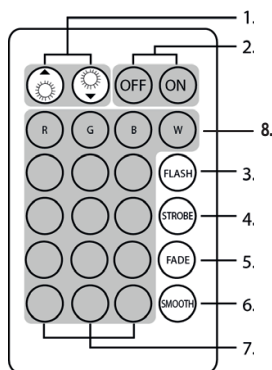 1.
2.
OFF ON
R G B W
8.
FLASH
3.
STROBE
4.
FADE
5.
SMOOTH
6.
7.